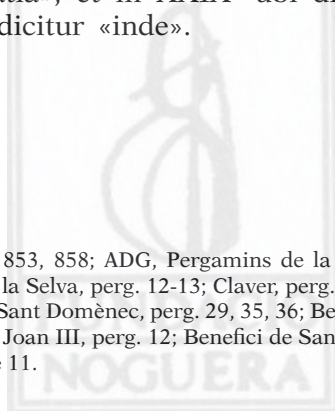 dicitur «inde».
853, 858; ADG, Pergamins de la
la Selva, perg. 12-13; Claver, perg.
Sant Domènec, perg. 29, 35, 36; Be
Joan III, perg. 12; Benefici de San
11.
FUNDACIÓ
NOGUERA